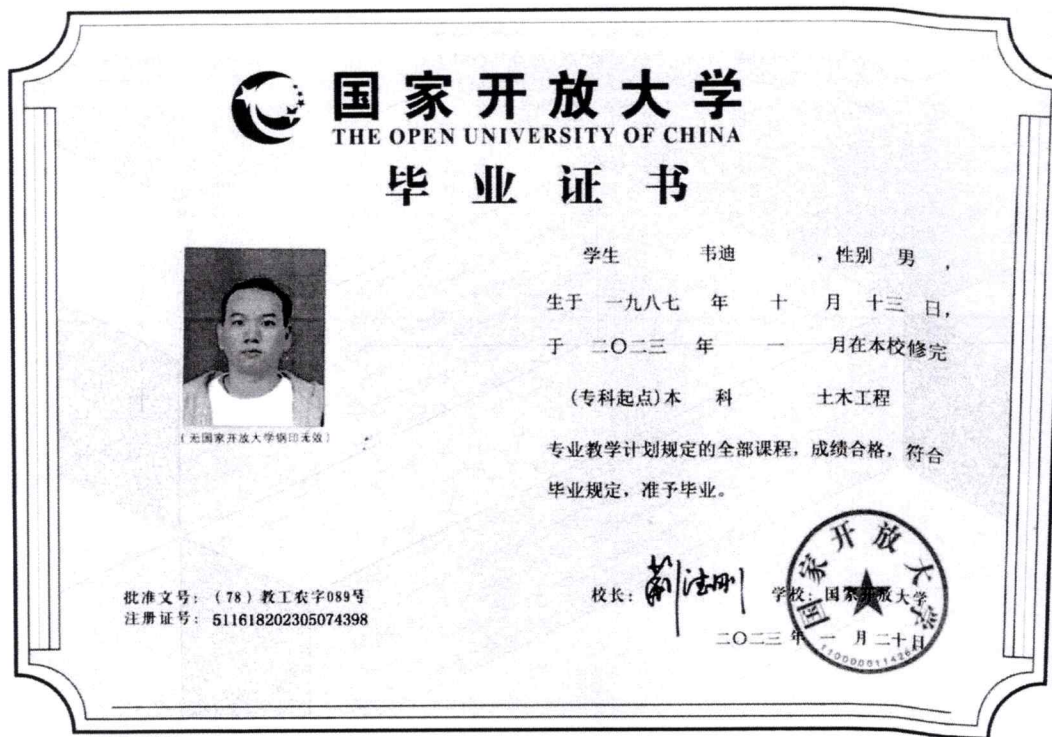 国家开放大学
THE OPEN UNIVERSITY OF CHINA
毕业证书
学生 韦迪 ，性别 男 ，
生于 一九八七 年 十 月 十三 日，
于 二〇二三 年 一 月在本校修完
(专科起点)本 科 土木工程
专业教学计划规定的全部课程，成绩合格，符合
毕业规定，准予毕业。
(无国家开放大学钢印无效)
批准文号：(78)教工农字089号
注册证号：511618202305074398
校长：荆德刚 学校：国家开放大学
二〇二三 年 一 月 二十日
国家开放大学